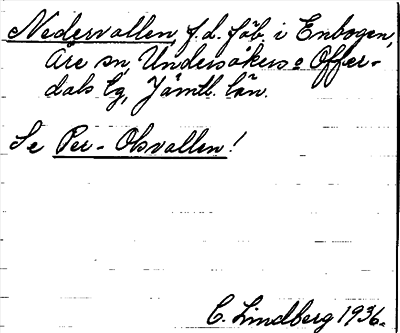 Nedervallen, f.d. fäb. i Enbogen,
Åre sn, Undersåkers o Offer-
dals tg, Jämtl. län.
Se Per-Olsvallen!
C. Lindberg 1936.